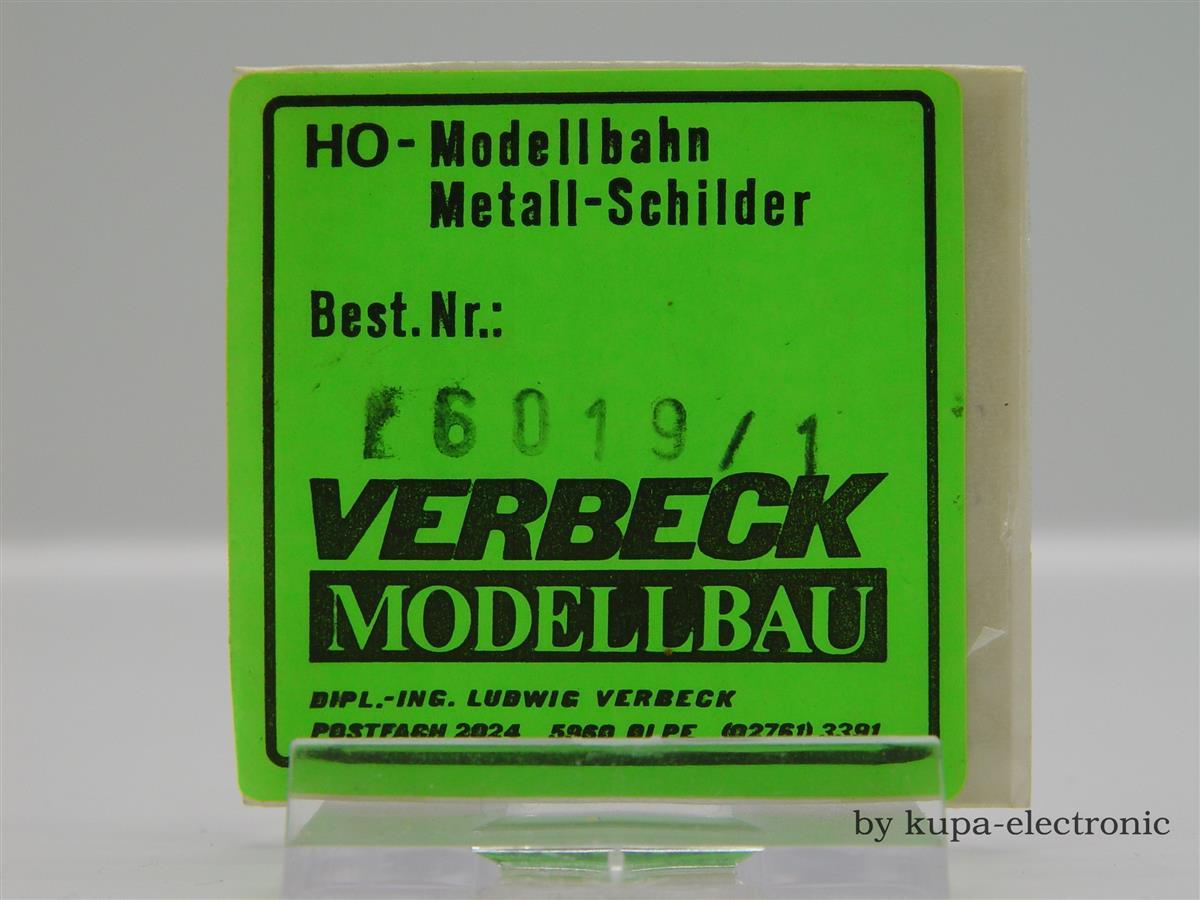 HO-Modellbahn
Metall-Schilder
Best.Nr.:
6019/1
VERBECK
MODELLBAU
DIPL.-ING. LUDWIG VERBECK
POSTFACH 2024 5960 OLPE (02761) 3391
by kupa-electronic